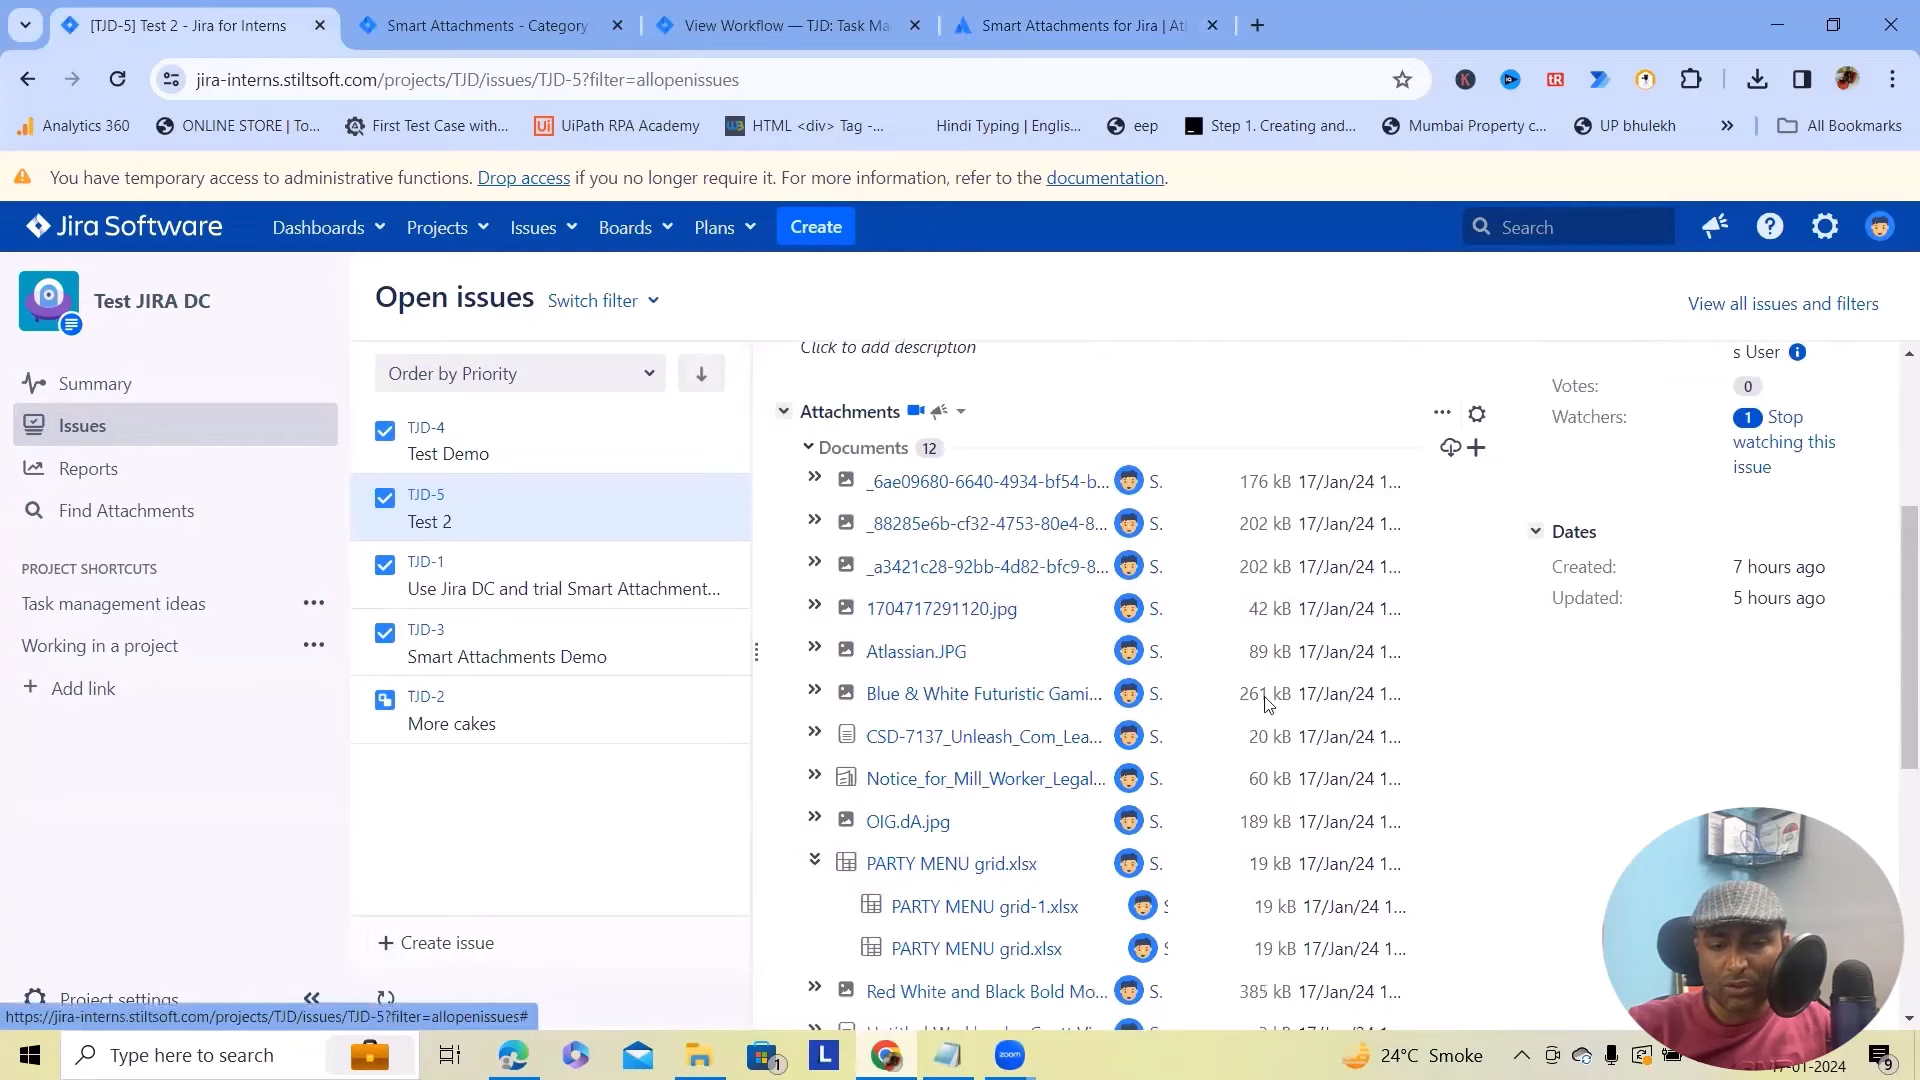 [TJD-5] Test 2 - Jira for Interns
Smart Attachments - Category
View Workflow — TJD: Task Ma
Smart Attachments for Jira | Atl
jira-interns.stiltsoft.com/projects/TJD/issues/TJD-5?filter=allopenissues
Analytics 360
ONLINE STORE | To...
First Test Case with...
UiPath RPA Academy
HTML <div> Tag -...
Hindi Typing | Englis...
eep
Step 1. Creating and...
Mumbai Property c...
UP bhulekh
All Bookmarks
You have temporary access to administrative functions. Drop access if you no longer require it. For more information, refer to the documentation.
Jira Software
Dashboards
Projects
Issues
Boards
Plans
Create
Search
Test JIRA DC
Summary
Issues
Reports
Find Attachments
PROJECT SHORTCUTS
Task management ideas
Working in a project
+ Add link
Project settings
https://jira-interns.stiltsoft.com/projects/TJD/issues/TJD-5?filter=allopenissues#
Open issues
Switch filter
View all issues and filters
Order by Priority
TJD-4
Test Demo
TJD-5
Test 2
TJD-1
Use Jira DC and trial Smart Attachment...
TJD-3
Smart Attachments Demo
TJD-2
More cakes
+ Create issue
Click to add description
Attachments
Documents 12
_6ae09680-6640-4934-bf54-b... S. 176 kB 17/Jan/24 1...
_88285e6b-cf32-4753-80e4-8... S. 202 kB 17/Jan/24 1...
_a3421c28-92bb-4d82-bfc9-8... S. 202 kB 17/Jan/24 1...
1704717291120.jpg S. 42 kB 17/Jan/24 1...
Atlassian.JPG S. 89 kB 17/Jan/24 1...
Blue & White Futuristic Gami... S. 261 kB 17/Jan/24 1...
CSD-7137_Unleash_Com_Lea... S. 20 kB 17/Jan/24 1...
Notice_for_Mill_Worker_Legal... S. 60 kB 17/Jan/24 1...
OIG.dA.jpg S. 189 kB 17/Jan/24 1...
PARTY MENU grid.xlsx S. 19 kB 17/Jan/24 1...
PARTY MENU grid-1.xlsx S 19 kB 17/Jan/24 1...
PARTY MENU grid.xlsx S 19 kB 17/Jan/24 1...
Red White and Black Bold Mo... S. 385 kB 17/Jan/24 1...
s User
Votes: 0
Watchers: 1 Stop
watching this
issue
Dates
Created: 7 hours ago
Updated: 5 hours ago
Type here to search
1
L
zoom
24°C Smoke
17-01-2024
9